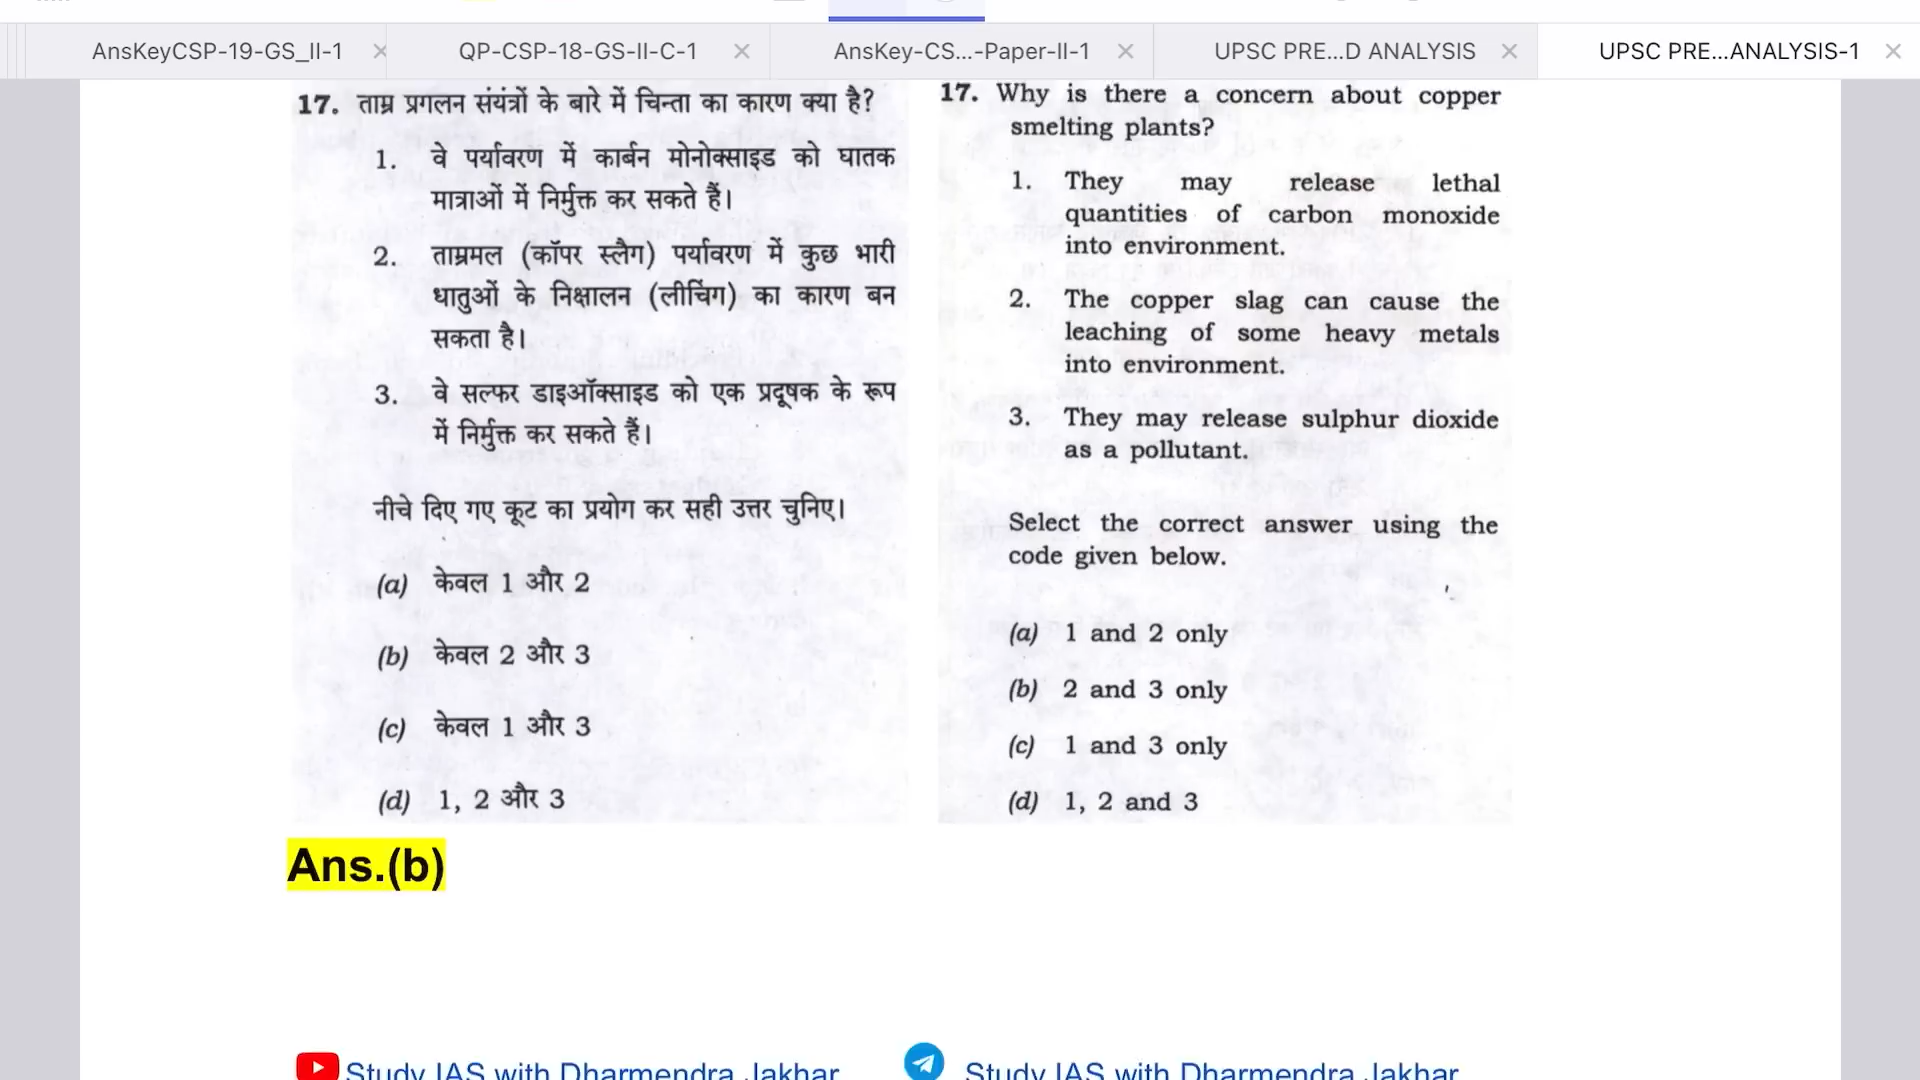 AnsKeyCSP-19-GS_II-1
QP-CSP-18-GS-II-C-1
AnsKey-CS...-Paper-II-1
UPSC PRE...D ANALYSIS
UPSC PRE...ANALYSIS-1
17. ताम्र प्रगलन संयंत्रों के बारे में चिन्ता का कारण क्या है?
1. वे पर्यावरण में कार्बन मोनोक्साइड को घातक
मात्राओं में निर्मुक्त कर सकते हैं।
2. ताम्रमल (कॉपर स्लैग) पर्यावरण में कुछ भारी
धातुओं के निक्षालन (लीचिंग) का कारण बन
सकता है।
3. वे सल्फर डाइऑक्साइड को एक प्रदूषक के रूप
में निर्मुक्त कर सकते हैं।
नीचे दिए गए कूट का प्रयोग कर सही उत्तर चुनिए।
(a) केवल 1 और 2
(b) केवल 2 और 3
(c) केवल 1 और 3
(d) 1, 2 और 3
17. Why is there a concern about copper
smelting plants?
1. They may release lethal
quantities of carbon monoxide
into environment.
2. The copper slag can cause the
leaching of some heavy metals
into environment.
3. They may release sulphur dioxide
as a pollutant.
Select the correct answer using the
code given below.
(a) 1 and 2 only
(b) 2 and 3 only
(c) 1 and 3 only
(d) 1, 2 and 3
Ans.(b)
Study IAS with Dharmendra Jakhar
Study IAS with Dharmendra Jakhar